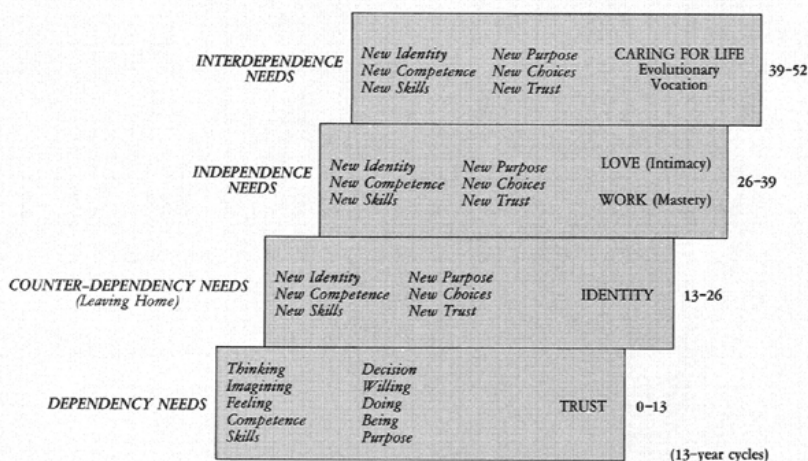 INTERDEPENDENCE
NEEDS
New Identity New Purpose
New Competence New Choices
New Skills New Trust
CARING FOR LIFE
Evolutionary
Vocation
39–52
INDEPENDENCE
NEEDS
New Identity New Purpose
New Competence New Choices
New Skills New Trust
LOVE (Intimacy)
WORK (Mastery)
26–39
COUNTER–DEPENDENCY NEEDS
(Leaving Home)
New Identity New Purpose
New Competence New Choices
New Skills New Trust
IDENTITY
13–26
DEPENDENCY NEEDS
Thinking Decision
Imagining Willing
Feeling Doing
Competence Being
Skills Purpose
TRUST
0–13
(13–year cycles)